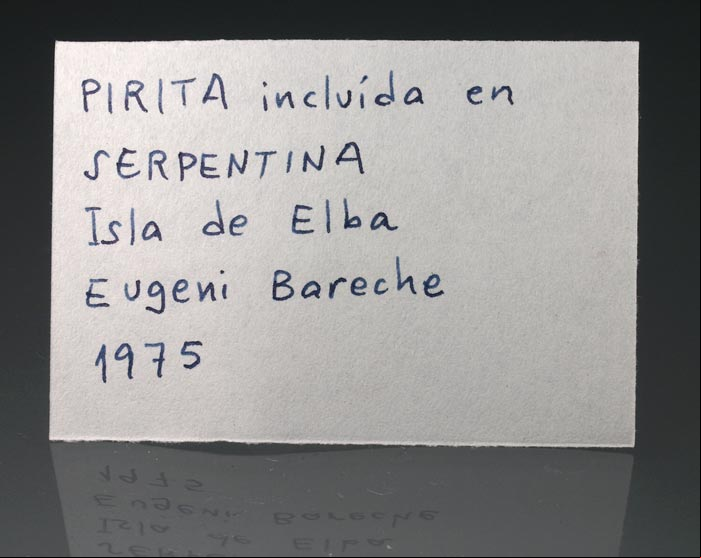 PIRITA incluída en
SERPENTINA
Isla de Elba
Eugeni Bareche
1975